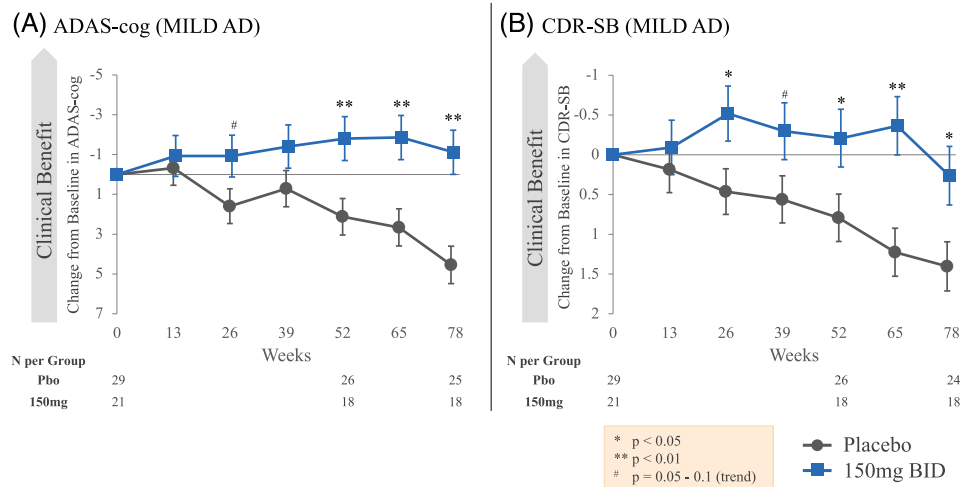 (A) ADAS-cog (MILD AD)
Clinical Benefit
Change from Baseline in ADAS-cog
-5
-3
-1
1
3
5
7
#
**
**
**
0 13 26 39 52 65 78
Weeks
N per Group
Pbo 29 26 25
150mg 21 18 18
(B) CDR-SB (MILD AD)
Clinical Benefit
Change from Baseline in CDR-SB
-1
-0.5
0
0.5
1
1.5
2
*
#
*
**
*
0 13 26 39 52 65 78
Weeks
29 26 24
21 18 18
* p < 0.05
** p < 0.01
# p = 0.05 - 0.1 (trend)
Placebo
150mg BID